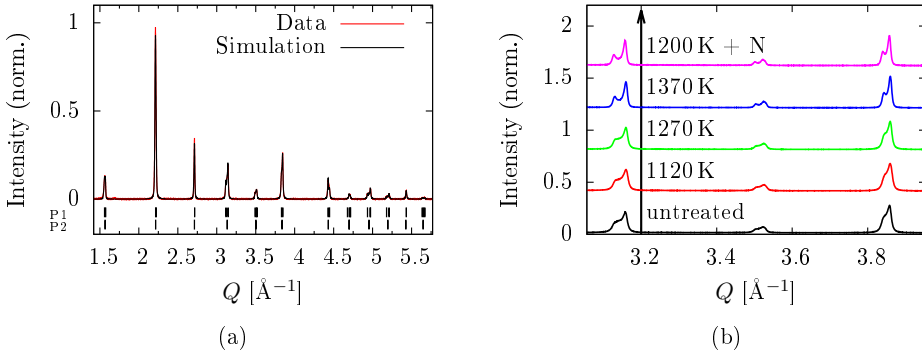 Data
Simulation
Intensity (norm.)
1
0.5
0
P1
P2
1.5 2 2.5 3 3.5 4 4.5 5 5.5
Q [Å−1]
(a)
Intensity (norm.)
2
1.5
1
0.5
0
1200 K + N
1370 K
1270 K
1120 K
untreated
3.2 3.4 3.6 3.8
Q [Å−1]
(b)